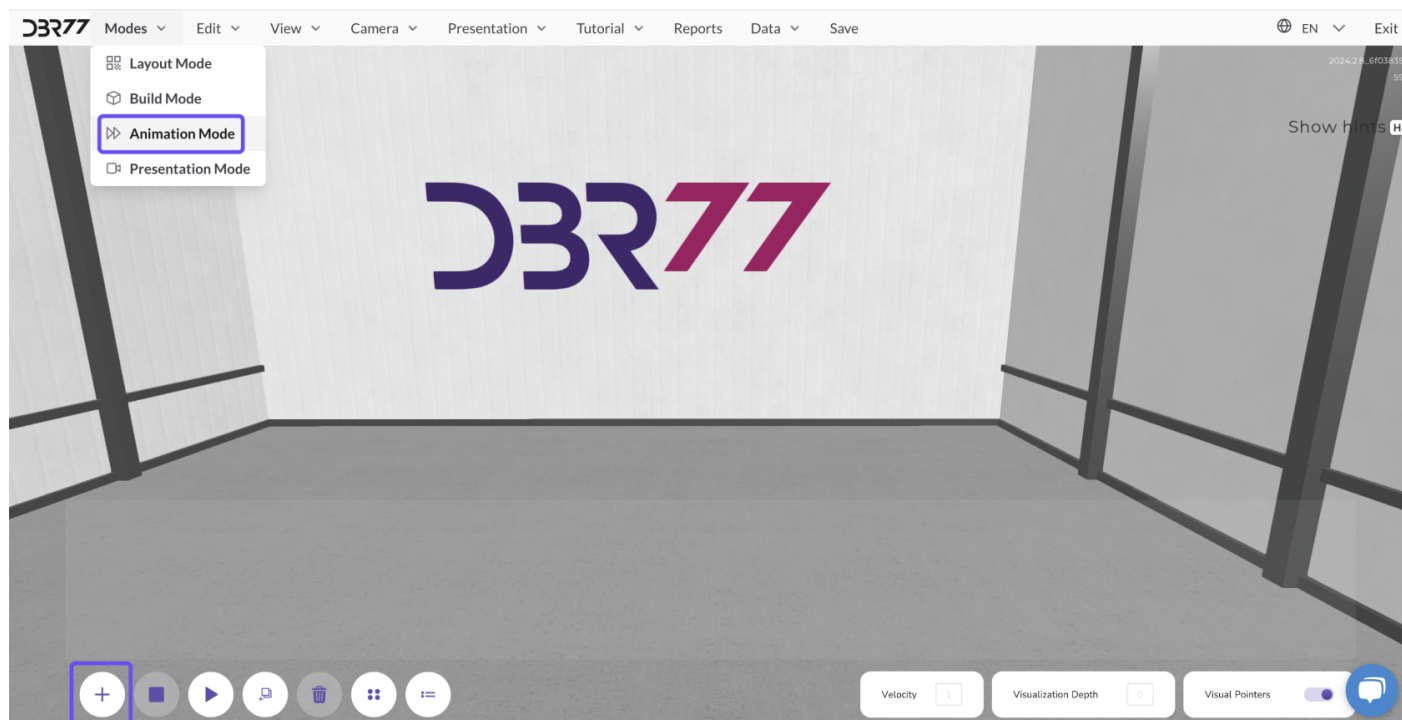 DBR77 Modes Edit View Camera Presentation Tutorial Reports Data Save EN Exit
Layout Mode
Build Mode
Animation Mode
Presentation Mode
Show hints H
DBR77
Velocity 1 Visualization Depth 0 Visual Pointers